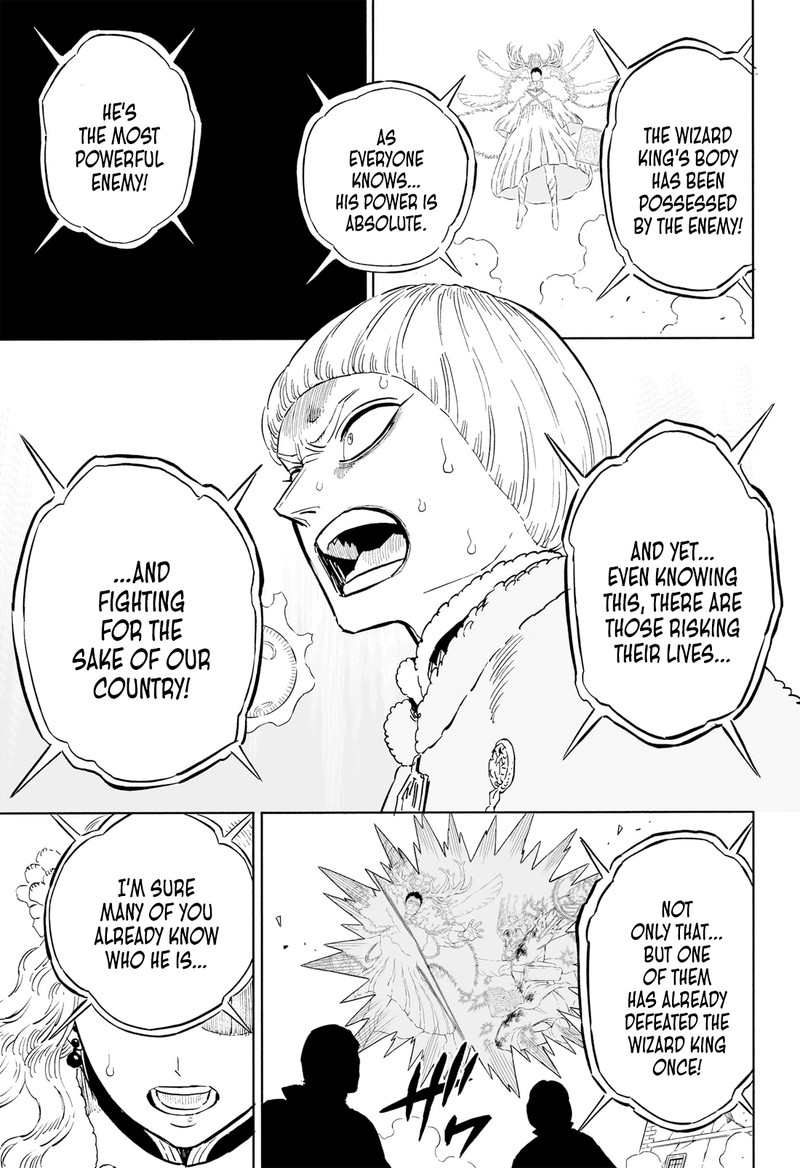 THE WIZARD
KING'S BODY
HAS BEEN
POSSESSED
BY THE ENEMY!
AS
EVERYONE
KNOWS...
HIS POWER IS
ABSOLUTE.
HE'S
THE MOST
POWERFUL
ENEMY!
AND YET...
EVEN KNOWING
THIS, THERE ARE
THOSE RISKING
THEIR LIVES...
...AND
FIGHTING
FOR THE
SAKE OF OUR
COUNTRY!
NOT
ONLY THAT...
BUT ONE
OF THEM
HAS ALREADY
DEFEATED THE
WIZARD KING
ONCE!
I'M SURE
MANY OF YOU
ALREADY KNOW
WHO HE IS...